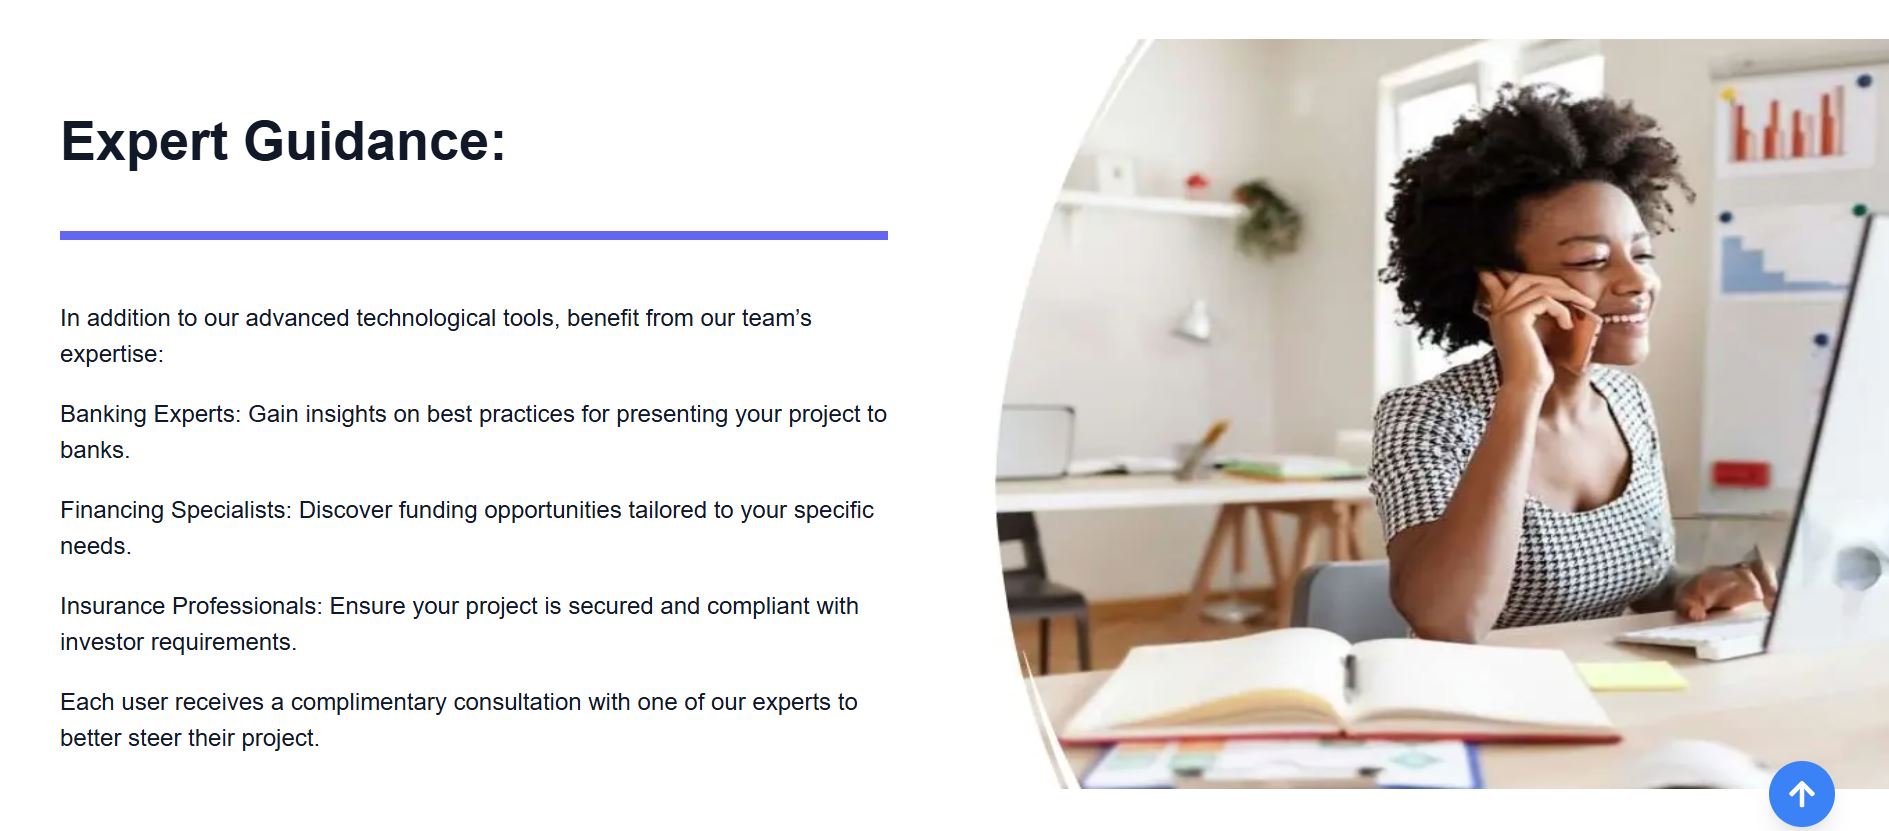 Expert Guidance:
In addition to our advanced technological tools, benefit from our team’s
expertise:
Banking Experts: Gain insights on best practices for presenting your project to
banks.
Financing Specialists: Discover funding opportunities tailored to your specific
needs.
Insurance Professionals: Ensure your project is secured and compliant with
investor requirements.
Each user receives a complimentary consultation with one of our experts to
better steer their project.